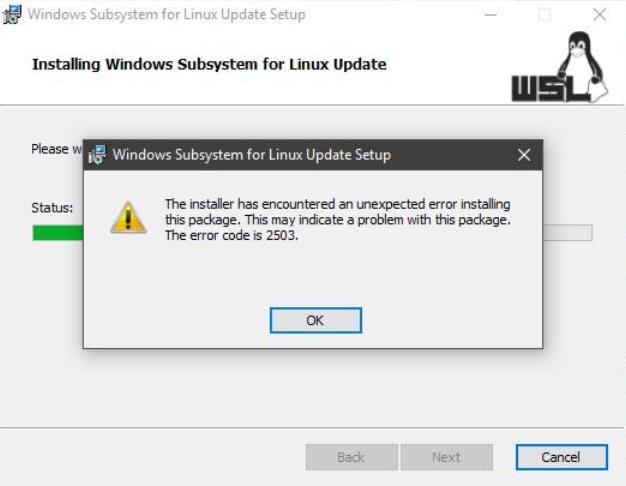 Windows Subsystem for Linux Update Setup
Installing Windows Subsystem for Linux Update
WSL
Please w
Windows Subsystem for Linux Update Setup
The installer has encountered an unexpected error installing
this package. This may indicate a problem with this package.
The error code is 2503.
Status:
OK
Back
Next
Cancel